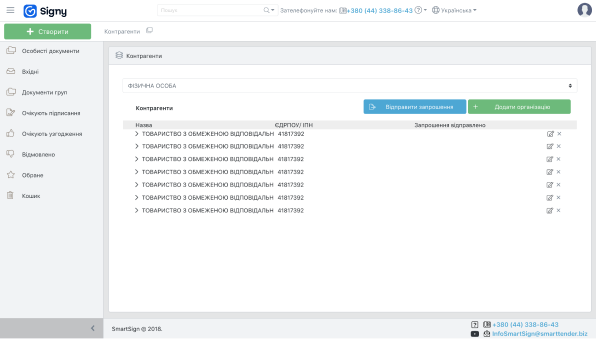 Signy
Пошук
Зателефонуйте нам: +380 (44) 338-86-43
Українська
+ Створити
Контрагенти
Особисті документи
Вхідні
Документи груп
Очікують підписання
Очікують узгодження
Відмовлено
Обране
Кошик
Контрагенти
ФІЗИЧНА ОСОБА
Контрагенти
Відправити запрошення
+ Додати організацію
Назва ЄДРПОУ/ ІПН Запрошення відправлено
ТОВАРИСТВО З ОБМЕЖЕНОЮ ВІДПОВІДАЛЬН 41817392
ТОВАРИСТВО З ОБМЕЖЕНОЮ ВІДПОВІДАЛЬН 41817392
ТОВАРИСТВО З ОБМЕЖЕНОЮ ВІДПОВІДАЛЬН 41817392
ТОВАРИСТВО З ОБМЕЖЕНОЮ ВІДПОВІДАЛЬН 41817392
ТОВАРИСТВО З ОБМЕЖЕНОЮ ВІДПОВІДАЛЬН 41817392
ТОВАРИСТВО З ОБМЕЖЕНОЮ ВІДПОВІДАЛЬН 41817392
ТОВАРИСТВО З ОБМЕЖЕНОЮ ВІДПОВІДАЛЬН 41817392
SmartSign © 2018.
+380 (44) 338-86-43
InfoSmartSign@smarttender.biz